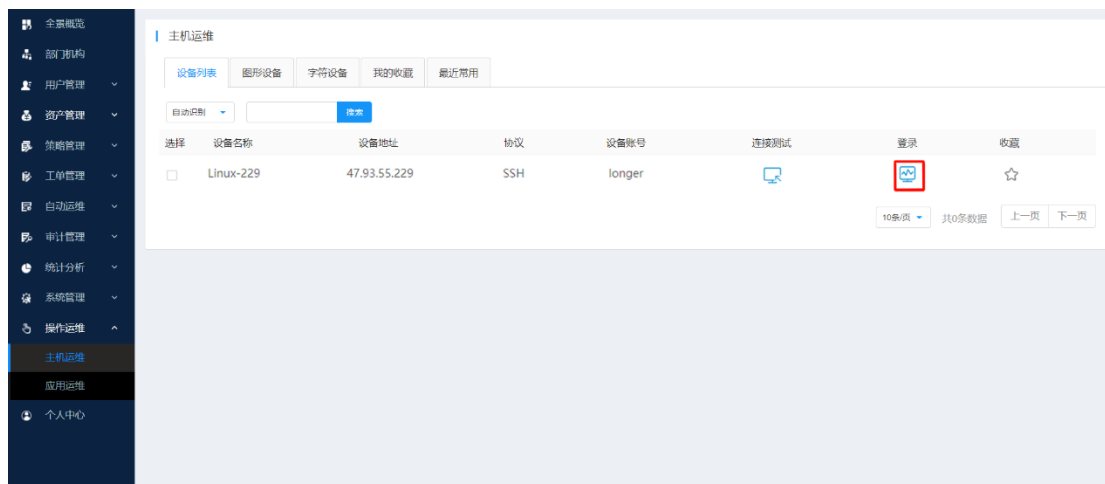 全景概览
部门机构
用户管理
资产管理
策略管理
工单管理
自动运维
审计管理
统计分析
系统管理
操作运维
主机运维
应用运维
个人中心
主机运维
设备列表 图形设备 字符设备 我的收藏 最近常用
自动识别 搜索
选择 设备名称 设备地址 协议 设备账号 连接测试 登录 收藏
Linux-229 47.93.55.229 SSH longer
10条/页 共0条数据 上一页 下一页